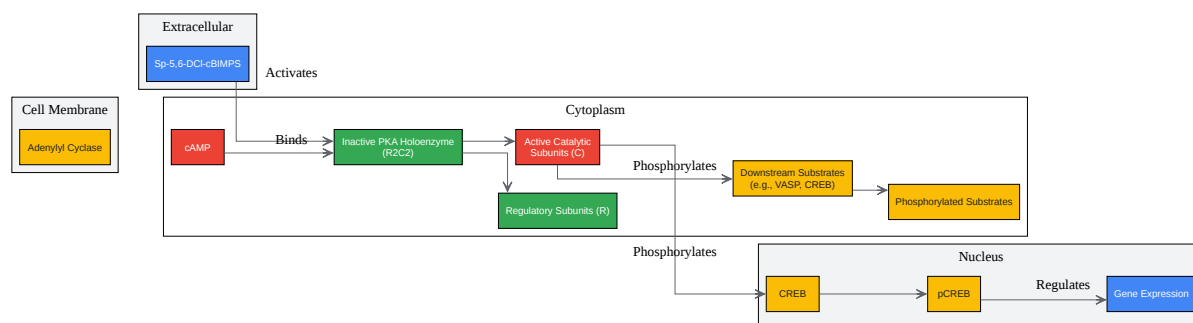 Extracellular
Sp-5,6-DCl-cBIMPS
Activates
Cell Membrane
Adenylyl Cyclase
Cytoplasm
cAMP
Binds
Inactive PKA Holoenzyme
(R2C2)
Active Catalytic
Subunits (C)
Phosphorylates
Downstream Substrates
(e.g., VASP, CREB)
Phosphorylated Substrates
Regulatory Subunits (R)
Phosphorylates
Nucleus
CREB
pCREB
Regulates
Gene Expression